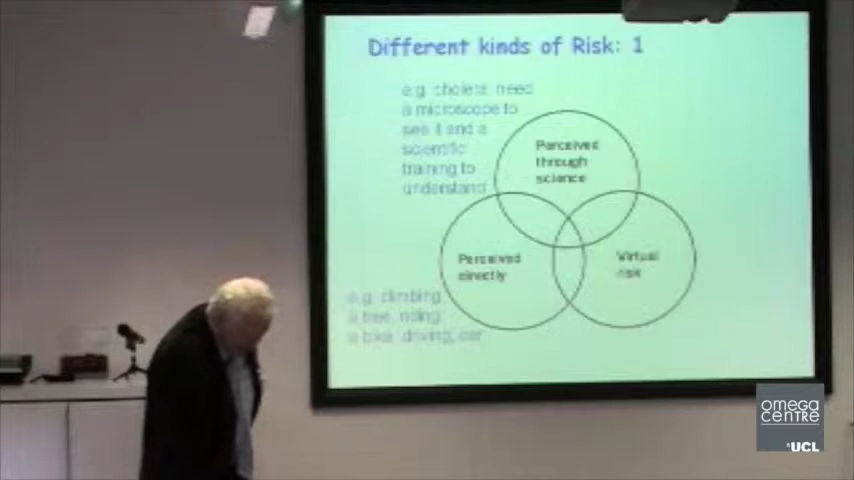 Different kinds of Risk: 1
e.g. cholera: need
a microscope to
see it and a
scientific
training to
understand
Perceived
through
science
Perceived
directly
Virtual
risk
e.g. climbing
a tree, riding
a bike, driving, car
omega
CENTRE
UCL